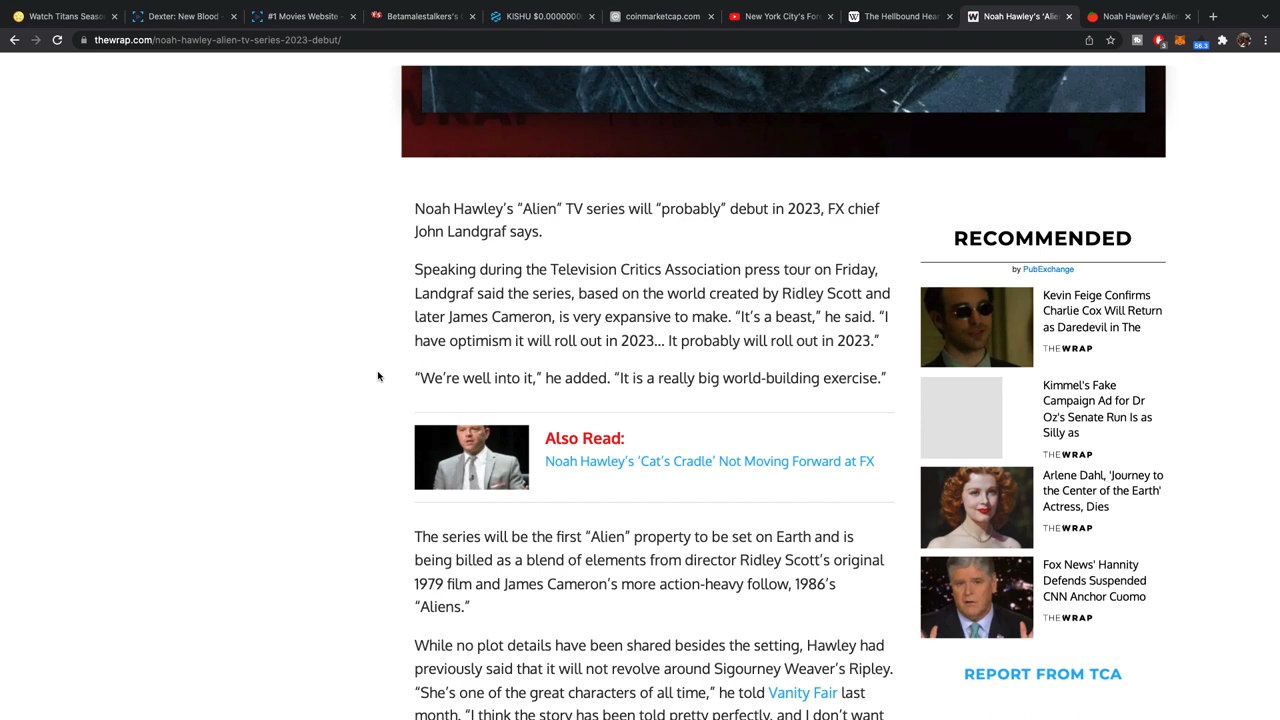 Watch Titans Seaso
Dexter: New Blood
#1 Movies Website -
Betamalestalkers's
KISHU $0.0000000
coinmarketcap.com
New York City's For
The Hellbound Hear
Noah Hawley's 'Alie
Noah Hawley's Alie
thewrap.com/noah-hawley-alien-tv-series-2023-debut/
3
56.3
Noah Hawley's “Alien” TV series will “probably” debut in 2023, FX chief
John Landgraf says.
Speaking during the Television Critics Association press tour on Friday,
Landgraf said the series, based on the world created by Ridley Scott and
later James Cameron, is very expansive to make. “It's a beast,” he said. “I
have optimism it will roll out in 2023... It probably will roll out in 2023.”
“We're well into it,” he added. “It is a really big world-building exercise.”
Also Read:
Noah Hawley's 'Cat's Cradle' Not Moving Forward at FX
The series will be the first “Alien” property to be set on Earth and is
being billed as a blend of elements from director Ridley Scott's original
1979 film and James Cameron's more action-heavy follow, 1986's
“Aliens.”
While no plot details have been shared besides the setting, Hawley had
previously said that it will not revolve around Sigourney Weaver's Ripley.
“She's one of the great characters of all time,” he told Vanity Fair last
month. “I think the story has been told pretty perfectly, and I don't want
RECOMMENDED
by PubExchange
Kevin Feige Confirms
Charlie Cox Will Return
as Daredevil in The
THEWRAP
Kimmel's Fake
Campaign Ad for Dr
Oz's Senate Run Is as
Silly as
THEWRAP
Arlene Dahl, 'Journey to
the Center of the Earth'
Actress, Dies
THEWRAP
Fox News' Hannity
Defends Suspended
CNN Anchor Cuomo
THEWRAP
REPORT FROM TCA